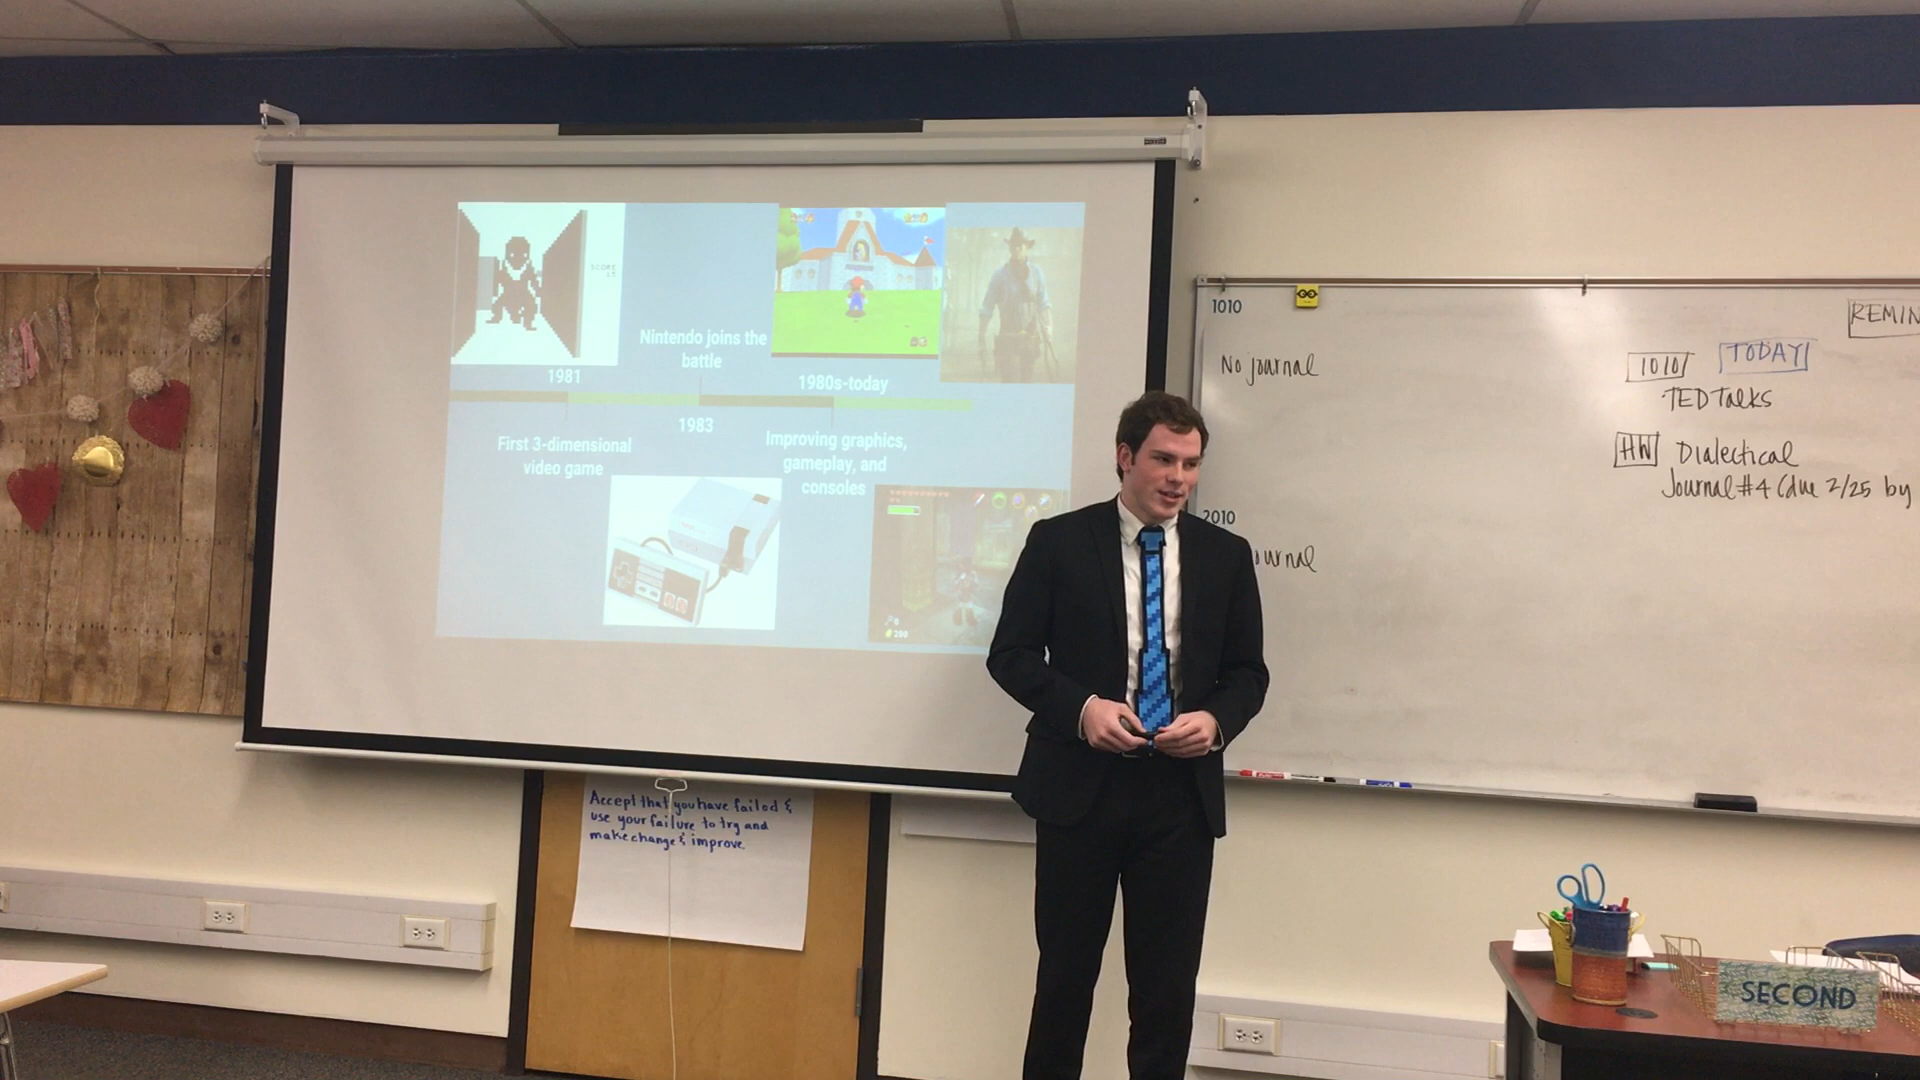 SCORE
Nintendo joins the
battle
1981
1980s-today
1983
First 3-dimensional
video game
Improving graphics,
gameplay, and
consoles
200
1010
No journal
2010
ournal
REMIN
1010
TODAY
TED Talks
HW
Dialectical
Journal #4 (due 2/25 by
Accept that you have failed &
use your failure to try and
make change & improve
SECOND